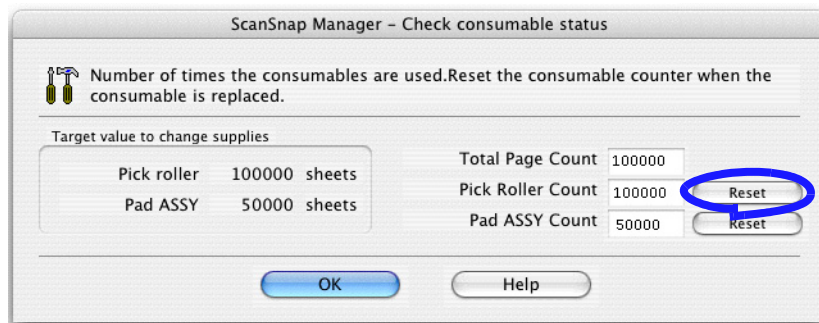 ScanSnap Manager – Check consumable status
Number of times the consumables are used.Reset the consumable counter when the
consumable is replaced.
Target value to change supplies
Pick roller 100000 sheets
Pad ASSY 50000 sheets
Total Page Count 100000
Pick Roller Count 100000 Reset
Pad ASSY Count 50000 Reset
OK Help